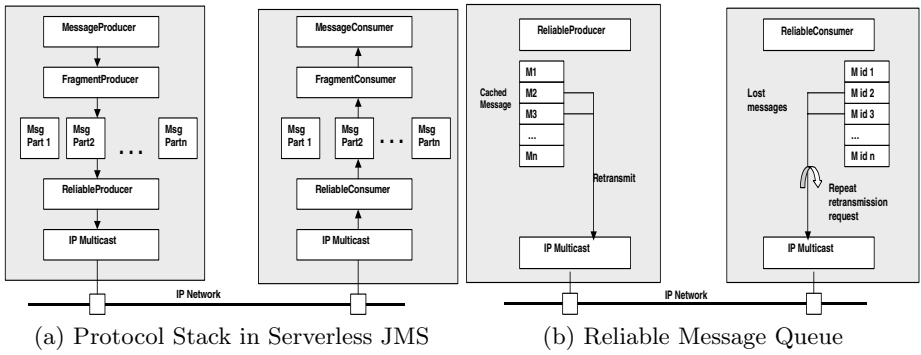 MessageProducer
FragmentProducer
Msg
Part 1
Msg
Part2
. . .
Msg
Partn
ReliableProducer
IP Multicast
MessageConsumer
FragmentConsumer
Msg
Part 1
Msg
Part2
. . .
Msg
Partn
ReliableConsumer
IP Multicast
IP Network
(a) Protocol Stack in Serverless JMS
ReliableProducer
Cached
Message
M1
M2
M3
...
Mn
Retransmit
IP Multicast
ReliableConsumer
Lost
messages
M id 1
M id 2
M id 3
...
M id n
Repeat
retransmission
request
IP Multicast
IP Network
(b) Reliable Message Queue